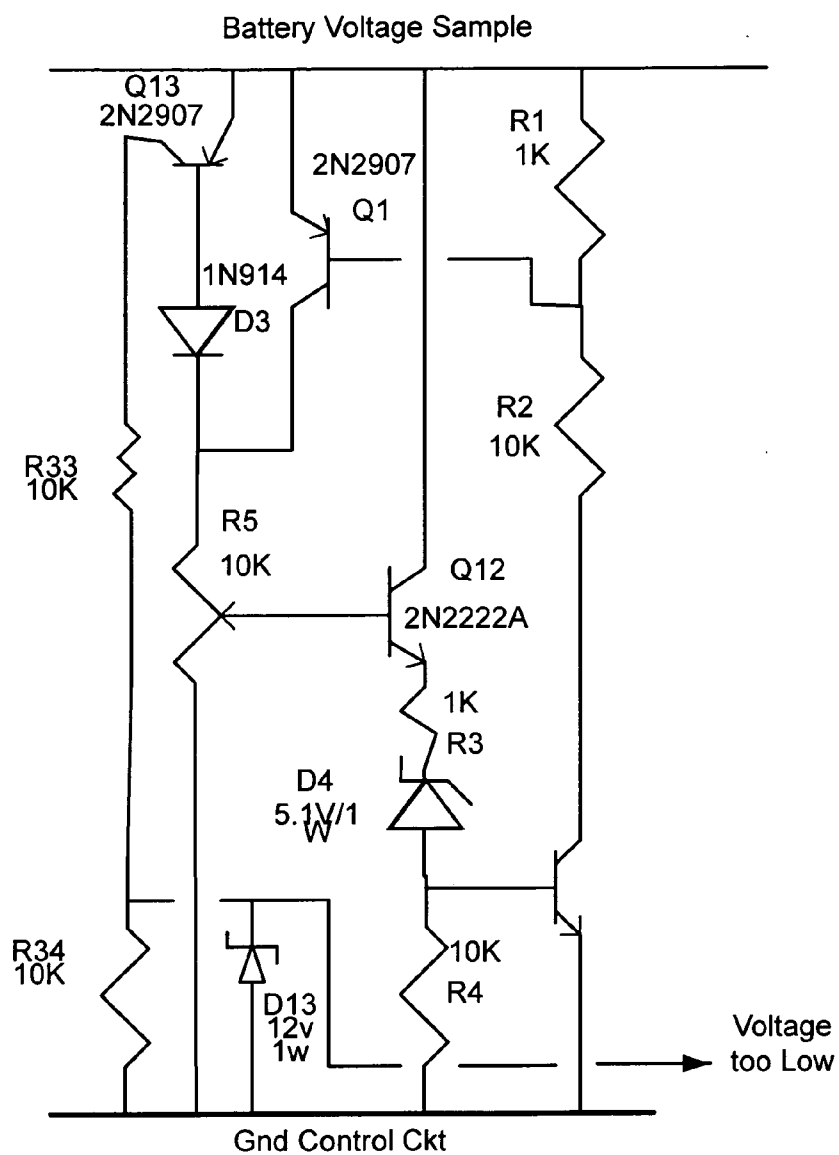 Battery Voltage Sample
Q13
2N2907
R1
1K
2N2907
Q1
1N914
D3
R2
10K
R33
10K
R5
10K
Q12
2N2222A
1K
R3
D4
5.1V/1
W
R34
10K
10K
R4
D13
12v
1w
Voltage
too Low
Gnd Control Ckt